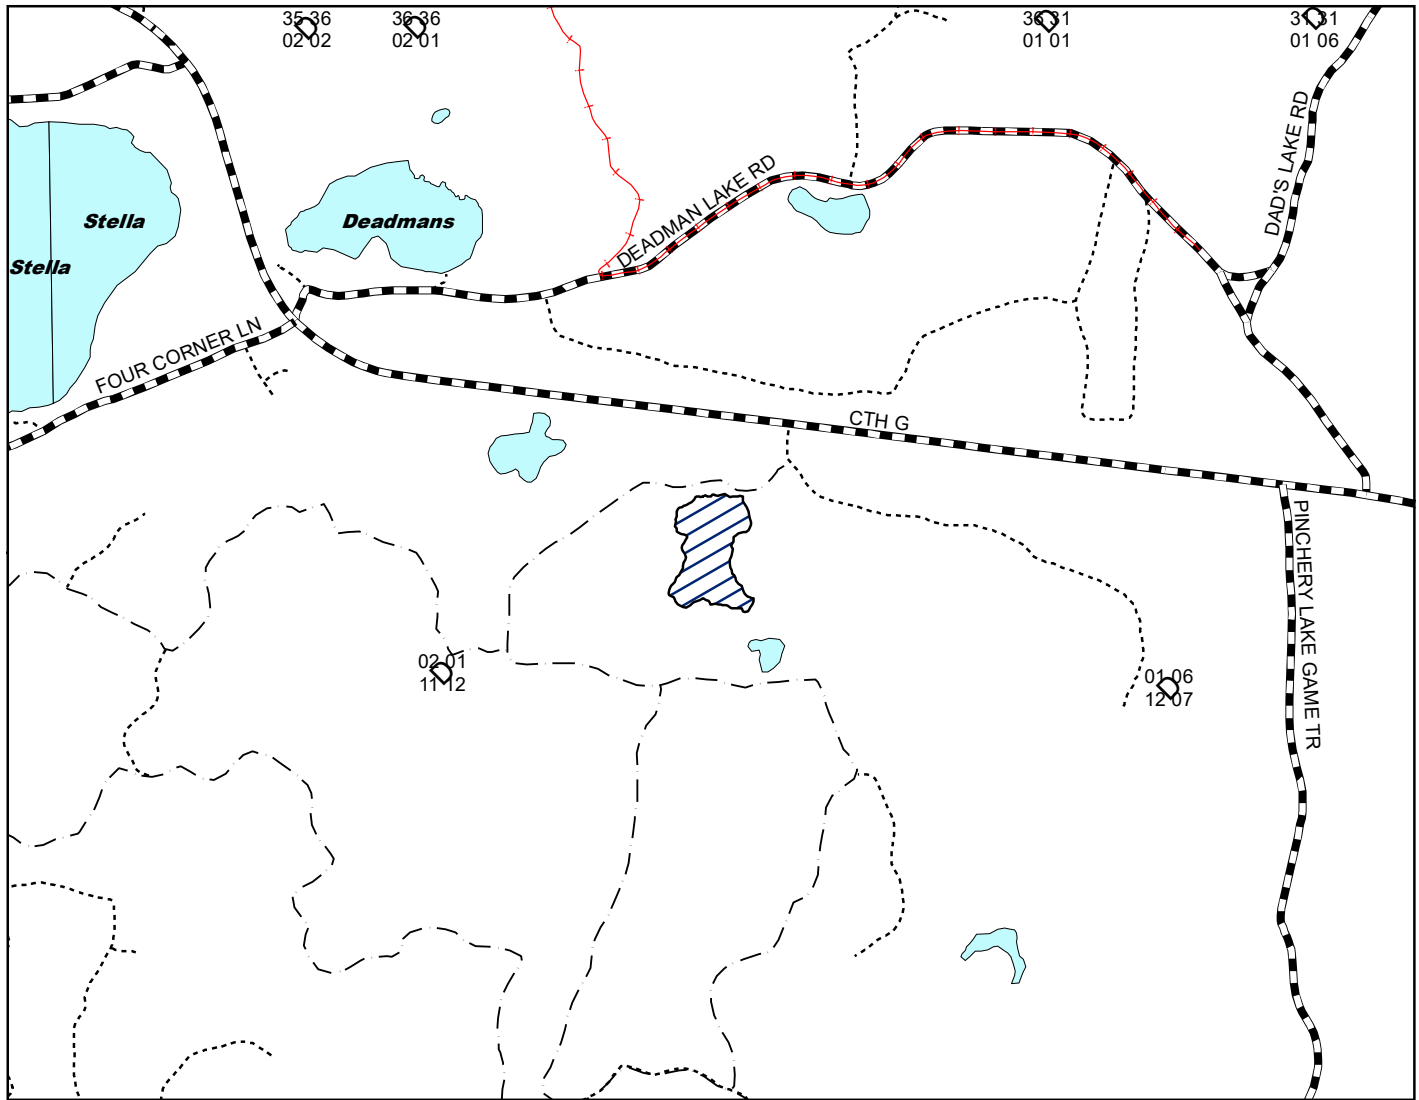 35 36
02 02
36 36
02 01
36 31
01 01
31 31
01 06
DAD'S LAKE RD
DEADMAN LAKE RD
Stella
Deadmans
Stella
FOUR CORNER LN
CTH G
PINCHERY LAKE GAME TR
02 01
11 12
01 06
12 07